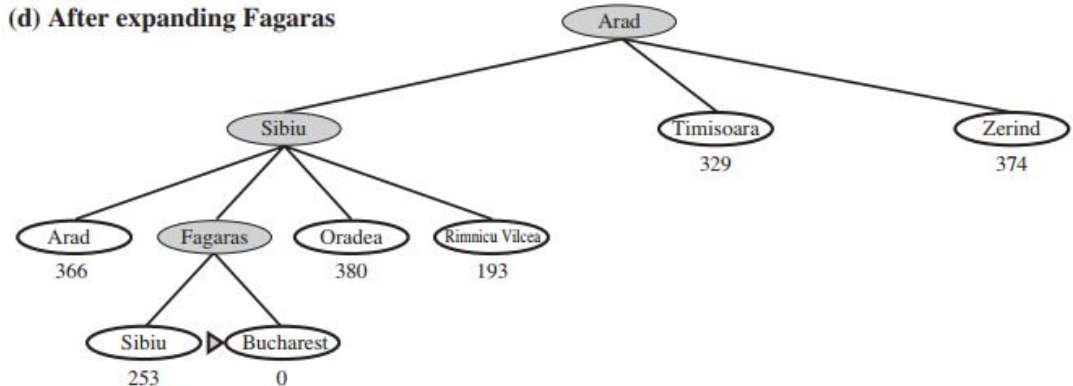 (d) After expanding Fagaras
Arad
Sibiu
Timisoara
Zerind
329
374
Arad
Fagaras
Oradea
Rimnicu Vilcea
366
380
193
Sibiu
Bucharest
253
0